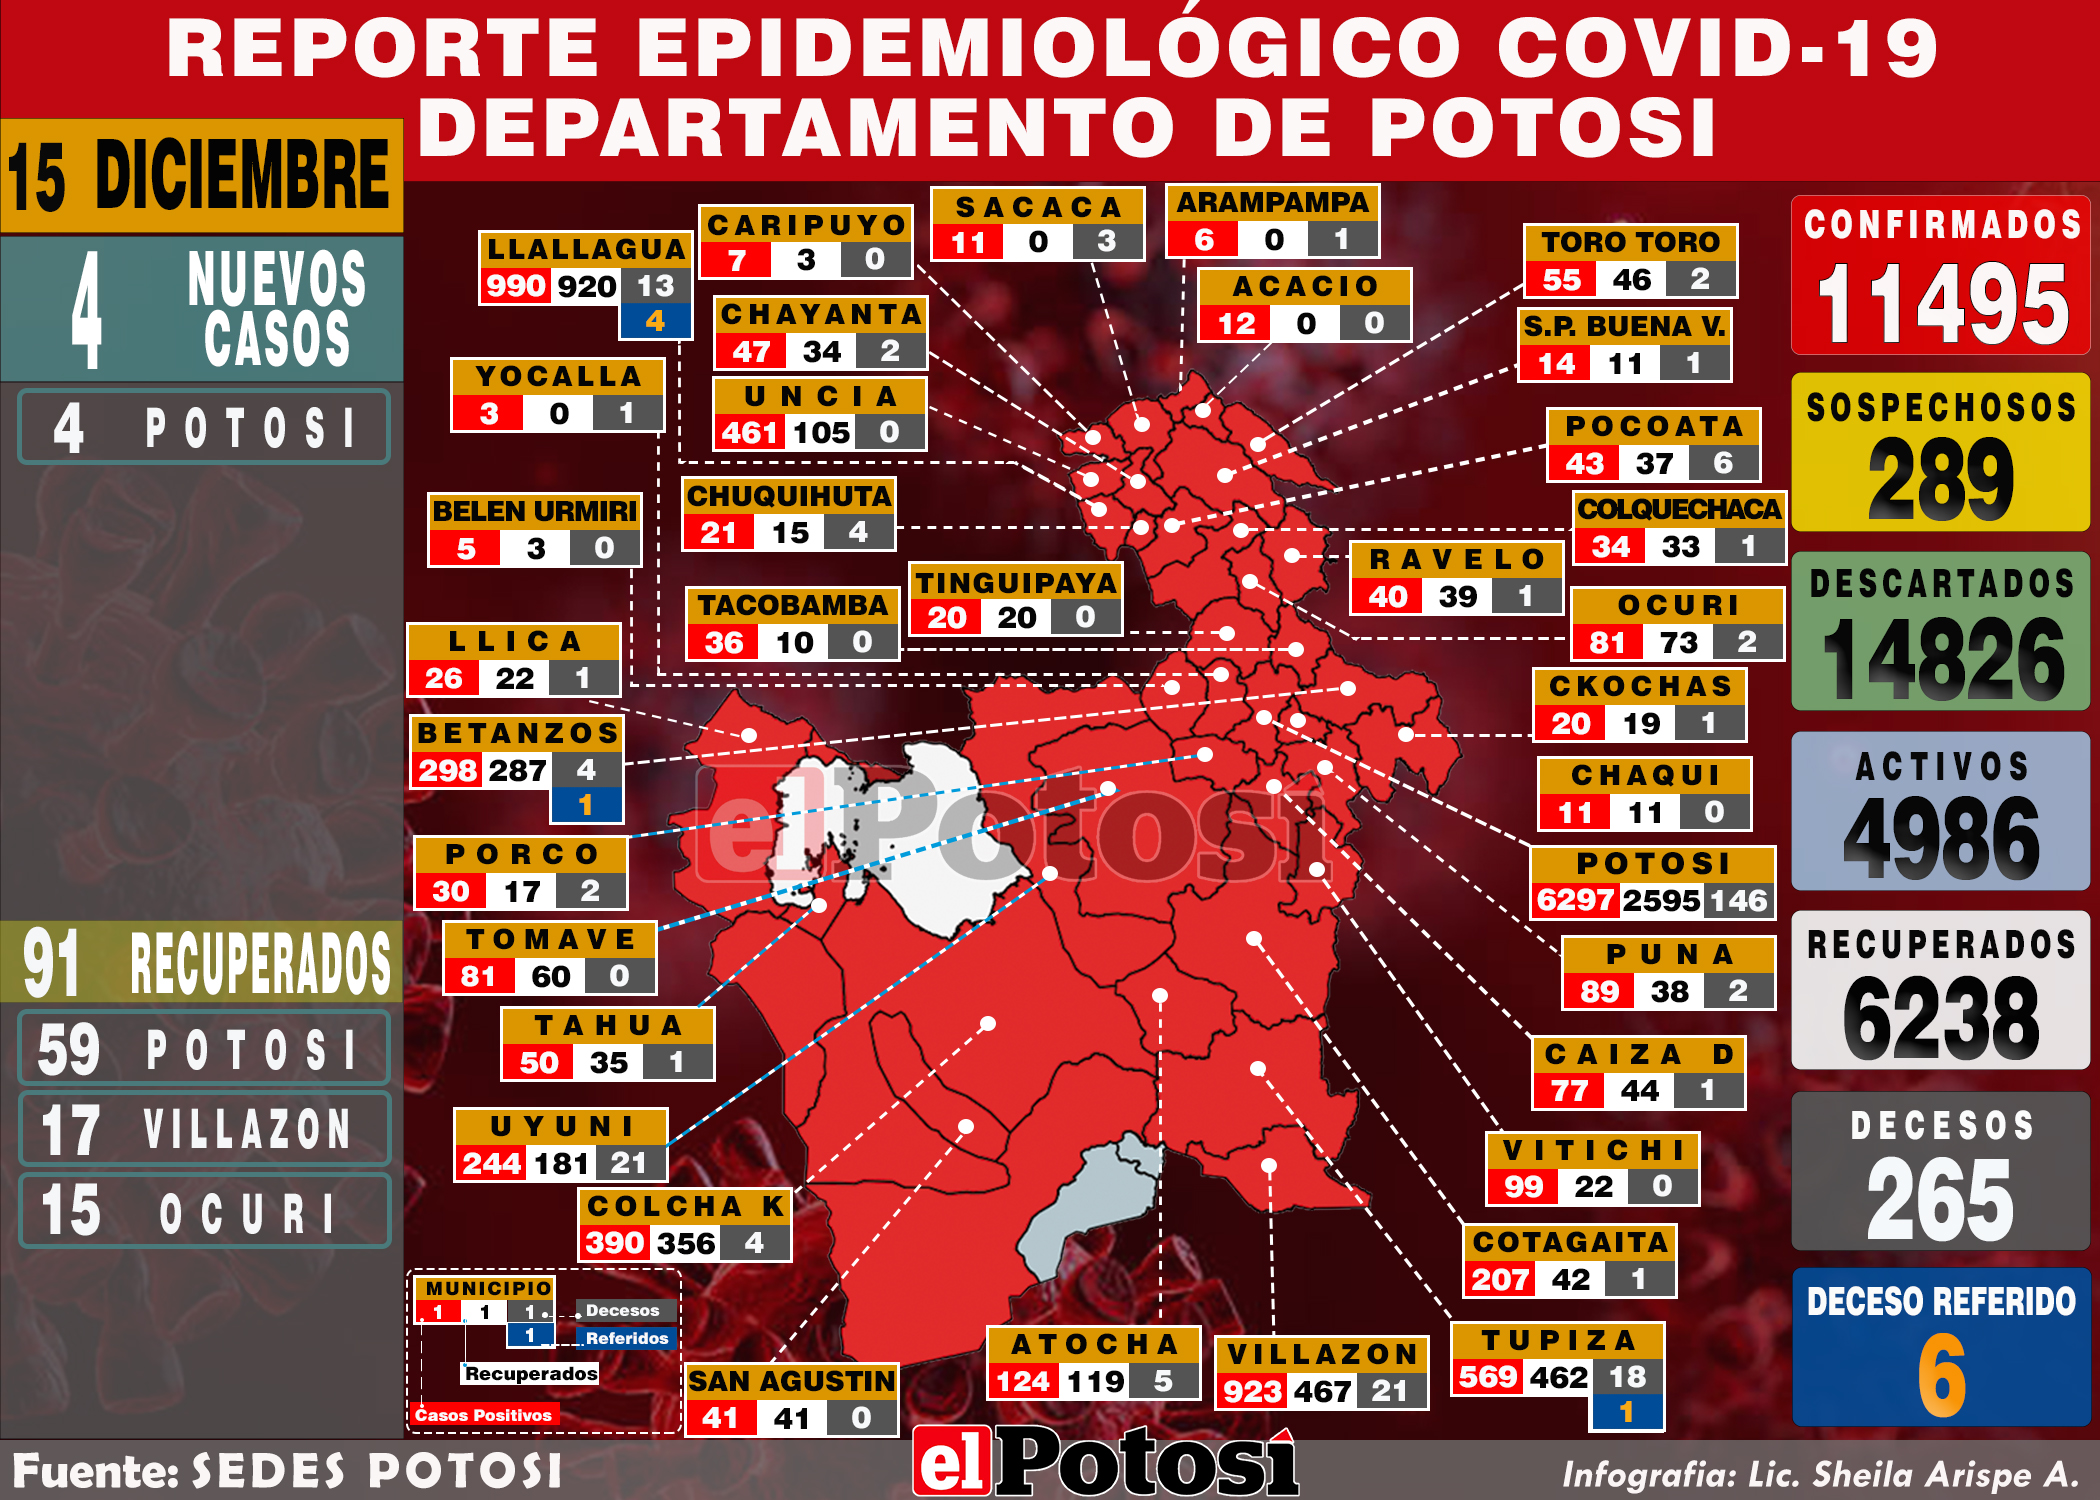 REPORTE EPIDEMIOLÓGICO COVID-19
DEPARTAMENTO DE POTOSI
15 DICIEMBRE
4 NUEVOS CASOS
4 POTOSI
91 RECUPERADOS
59 POTOSI
17 VILLAZON
15 OCURI
LLALLAGUA
990 920 13
4
CARIPUYO
7 3 0
SACACA
11 0 3
ARAMPAMPA
6 0 1
ACACIO
12 0 0
TORO TORO
55 46 2
S.P. BUENA V.
14 11 1
CHAYANTA
47 34 2
YOCALLA
3 0 1
UNCIA
461 105 0
POCOATA
43 37 6
BELEN URMIRI
5 3 0
CHUQUIHUTA
21 15 4
COLQUECHACA
34 33 1
RAVELO
40 39 1
TINGUIPAYA
20 20 0
TACOBAMBA
36 10 0
OCURI
81 73 2
LLICA
26 22 1
CKOCHAS
20 19 1
BETANZOS
298 287 4
1
CHAQUI
11 11 0
PORCO
30 17 2
POTOSI
6297 2595 146
TOMAVE
81 60 0
PUNA
89 38 2
TAHUA
50 35 1
CAIZA D
77 44 1
UYUNI
244 181 21
VITICHI
99 22 0
COLCHA K
390 356 4
COTAGAITA
207 42 1
SAN AGUSTIN
41 41 0
ATOCHA
124 119 5
VILLAZON
923 467 21
TUPIZA
569 462 18
1
el Potosí
MUNICIPIO
1 1 1 Decesos
1 Referidos
Recuperados
Casos Positivos
CONFIRMADOS
11495
SOSPECHOSOS
289
DESCARTADOS
14826
ACTIVOS
4986
RECUPERADOS
6238
DECESOS
265
DECESO REFERIDO
6
Fuente: SEDES POTOSI
el Potosí
Infografia: Lic. Sheila Arispe A.